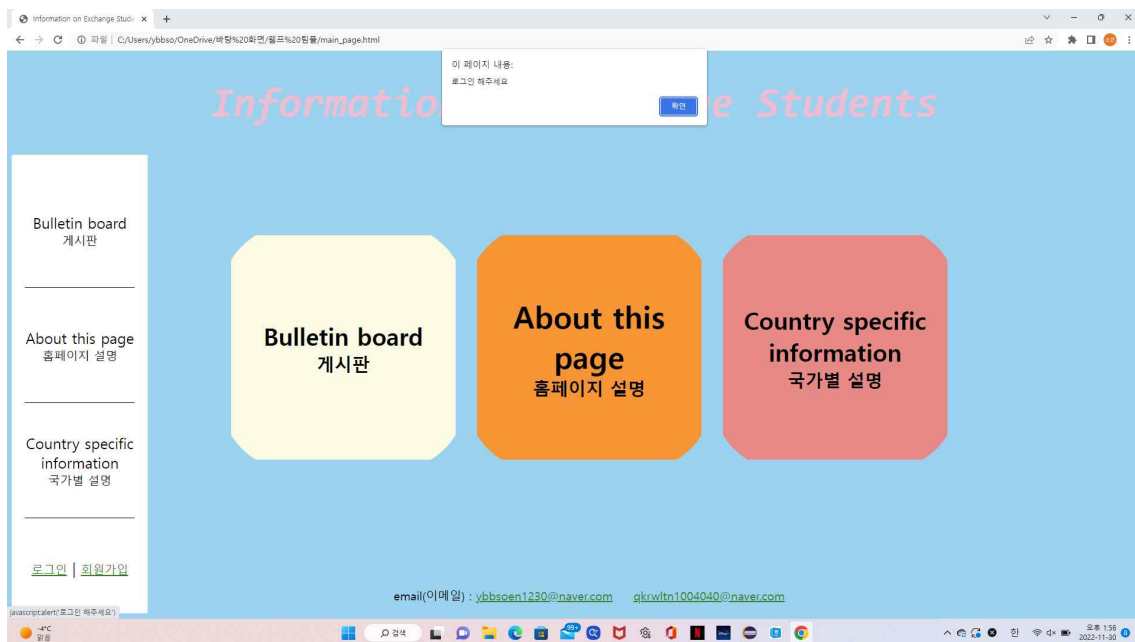 Information on Exchange Stude
파일 | C:/Users/ybbso/OneDrive/바탕%20화면/웹프%20팀플/main_page.html
이 페이지 내용:
로그인 해주세요
확인
Informatio e Students
Bulletin board
게시판
About this page
홈페이지 설명
Country specific
information
국가별 설명
로그인 | 회원가입
Bulletin board
게시판
About this
page
홈페이지 설명
Country specific
information
국가별 설명
email(이메일) : ybbsoen1230@naver.com qkrwltn1004040@naver.com
javascript:alert('로그인 해주세요')
-4°C
맑음
검색
99+
한
오후 1:56
2022-11-30